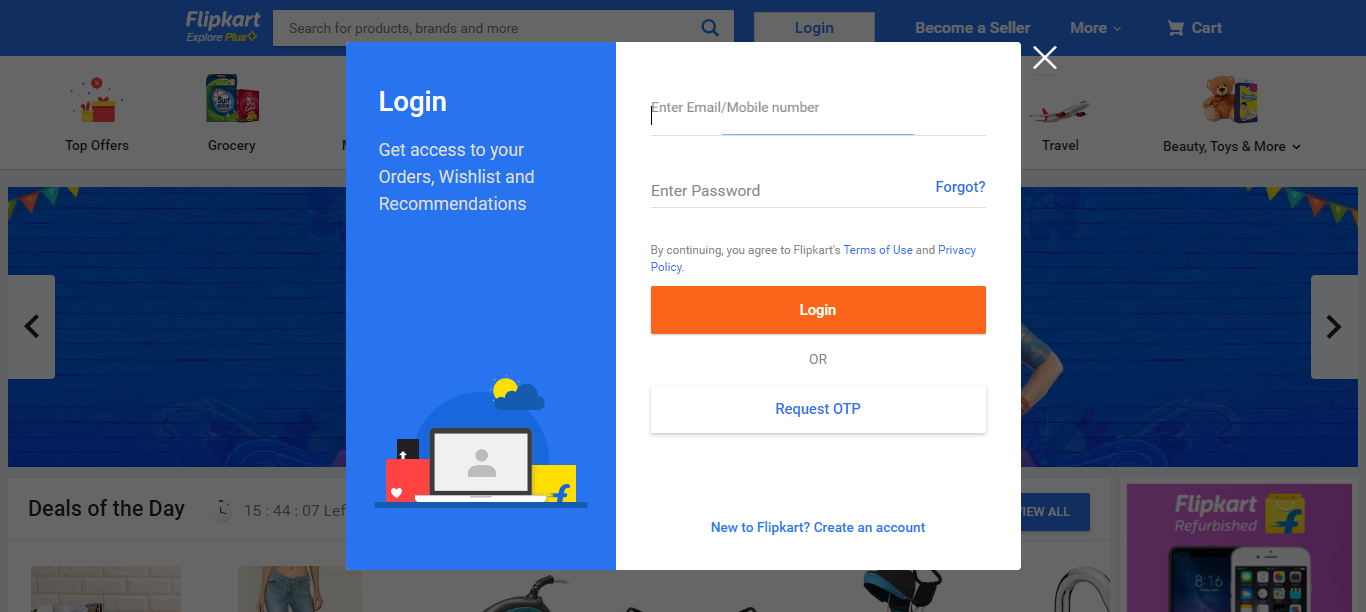 Flipkart
Explore Plus
Search for products, brands and more
Login
Become a Seller
More
Cart
Top Offers
Grocery
Travel
Beauty, Toys & More
Login
Get access to your
Orders, Wishlist and
Recommendations
Enter Email/Mobile number
Enter Password
Forgot?
By continuing, you agree to Flipkart's Terms of Use and Privacy
Policy.
Login
OR
Request OTP
New to Flipkart? Create an account
Deals of the Day
15 : 44 : 07 Lef
VIEW ALL
Flipkart
Refurbished
8:16